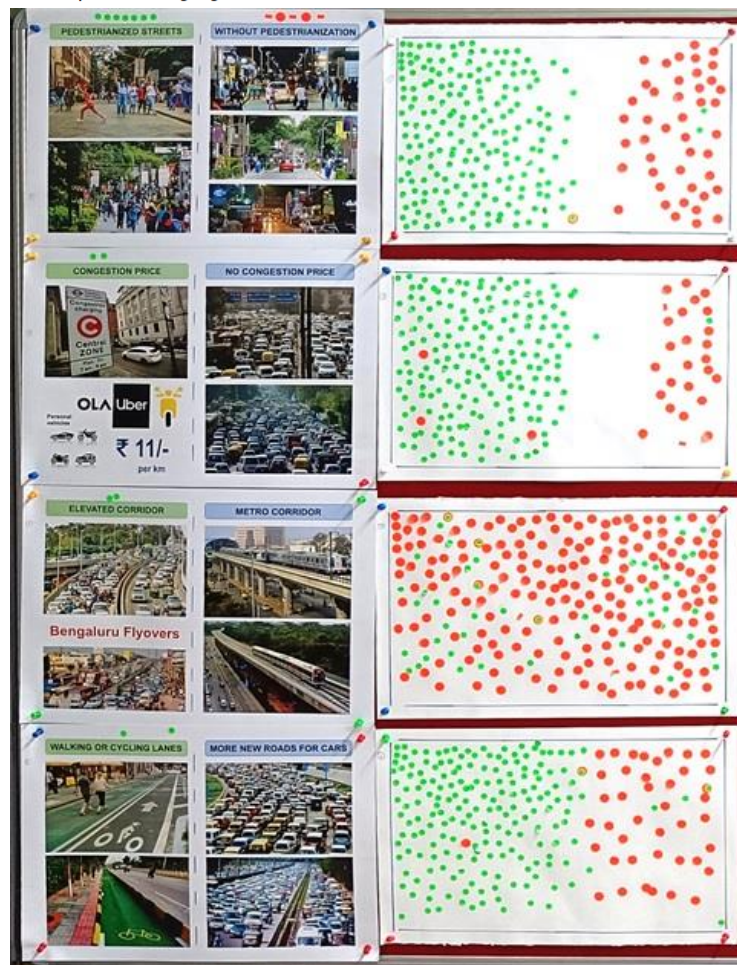 PEDESTRIANIZED STREETS
WITHOUT PEDESTRIANIZATION
CONGESTION PRICE
NO CONGESTION PRICE
Congestion
charging
C
Central
ZONE
OLA Uber
Personal
vehicles
₹ 11/-
per km
ELEVATED CORRIDOR
METRO CORRIDOR
Bengaluru Flyovers
WALKING OR CYCLING LANES
MORE NEW ROADS FOR CARS